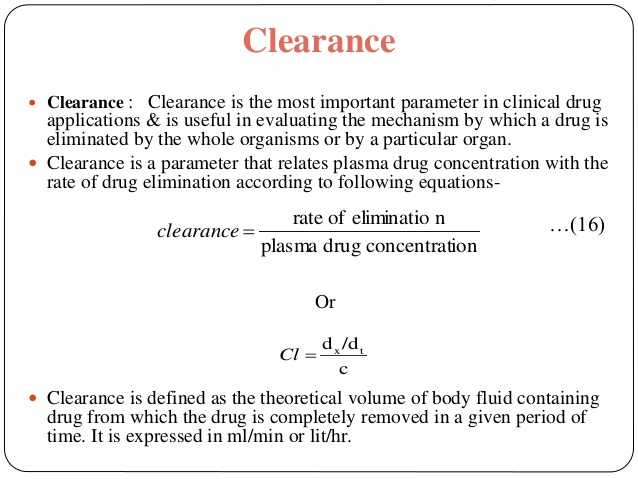 Clearance
• Clearance : Clearance is the most important parameter in clinical drug
applications & is useful in evaluating the mechanism by which a drug is
eliminated by the whole organisms or by a particular organ.
• Clearance is a parameter that relates plasma drug concentration with the
rate of drug elimination according to following equations-
rate of eliminatio n
clearance = …(16)
plasma drug concentration
Or
dx/dt
Cl =
c
• Clearance is defined as the theoretical volume of body fluid containing
drug from which the drug is completely removed in a given period of
time. It is expressed in ml/min or lit/hr.